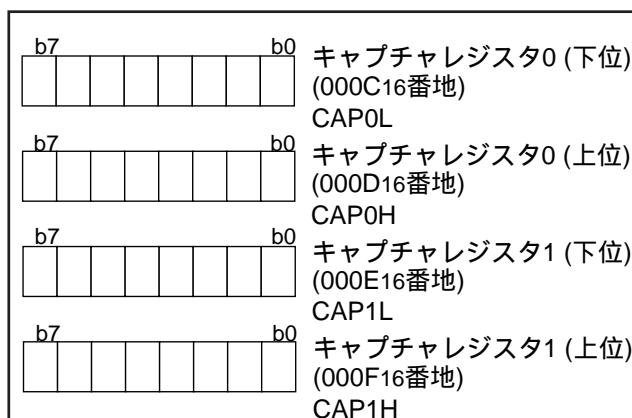 b7 b0
キャプチャレジスタ0 (下位)
(000C16番地)
CAP0L
b7 b0
キャプチャレジスタ0 (上位)
(000D16番地)
CAP0H
b7 b0
キャプチャレジスタ1 (下位)
(000E16番地)
CAP1L
b7 b0
キャプチャレジスタ1 (上位)
(000F16番地)
CAP1H